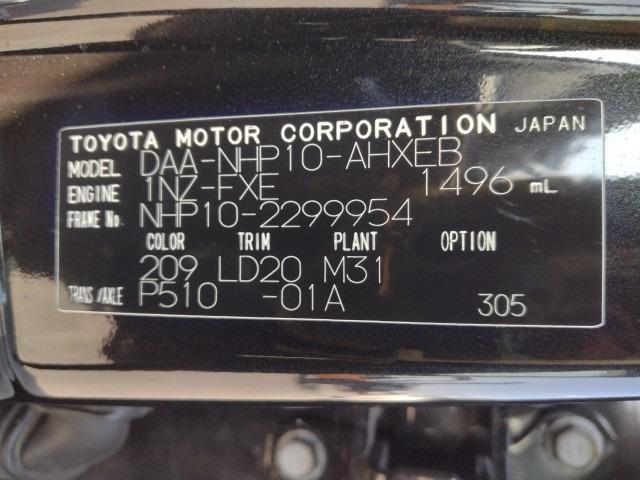 TOYOTA MOTOR CORPORATION JAPAN
MODEL DAA-NHP10-AHXEB
ENGINE 1NZ-FXE 1496 mL
FRAME No. NHP10-2299954
COLOR TRIM PLANT OPTION
209 LD20 M31
TRANS/AXLE P510 -01A 305